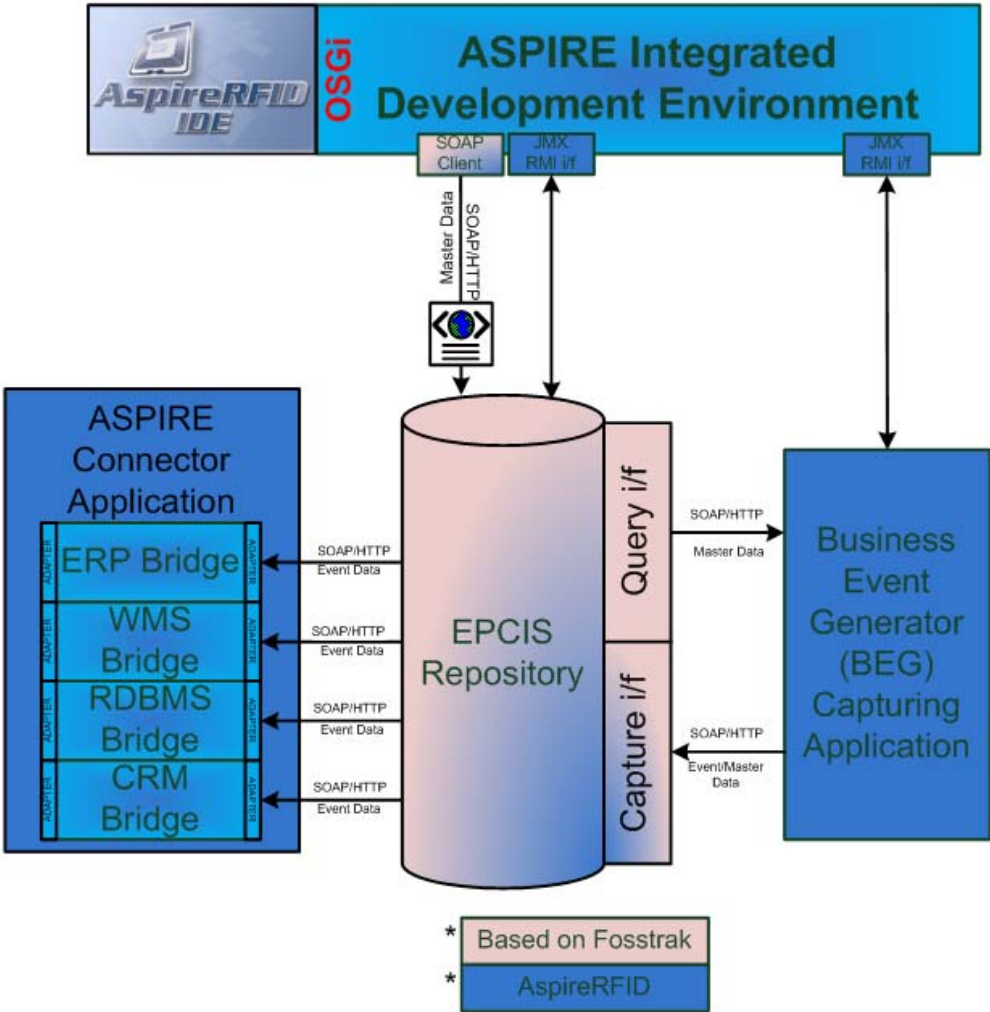 AspireRFID
IDE
OSGi
ASPIRE Integrated
Development Environment
SOAP
Client
JMX
RMI i/f
JMX
RMI i/f
Master Data
SOAP/HTTP
ASPIRE
Connector
Application
ADAPTER
ERP Bridge
ADAPTER
ADAPTER
WMS
Bridge
ADAPTER
ADAPTER
RDBMS
Bridge
ADAPTER
ADAPTER
CRM
Bridge
ADAPTER
SOAP/HTTP
Event Data
SOAP/HTTP
Event Data
SOAP/HTTP
Event Data
SOAP/HTTP
Event Data
EPCIS
Repository
Query i/f
Capture i/f
SOAP/HTTP
Master Data
SOAP/HTTP
Event/Master
Data
Business
Event
Generator
(BEG)
Capturing
Application
* Based on Fosstrak
* AspireRFID